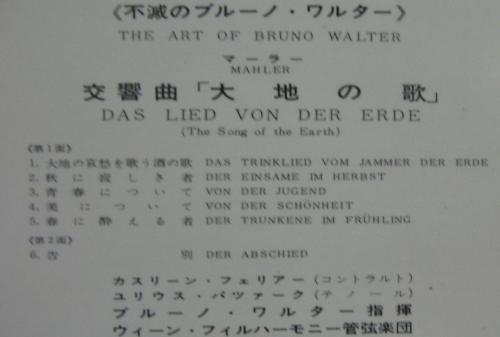 《不滅のブルーノ・ワルター》
THE ART OF BRUNO WALTER
マーラー
MAHLER
交響曲「大地の歌」
DAS LIED VON DER ERDE
(The Song of the Earth)
《第1面》
1. 大地の哀愁を歌う酒の歌 DAS TRINKLIED VOM JAMMER DER ERDE
2. 秋に寂しき者 DER EINSAME IM HERBST
3. 青春について VON DER JUGEND
4. 美について VON DER SCHÖNHEIT
5. 春に酔える者 DER TRUNKENE IM FRÜHLING
《第2面》
6. 告別 DER ABSCHIED
カスリーン・フェリアー(コントラルト)
ユリウス・パツァーク(テノール)
ブルーノ・ワルター指揮
ウィーン・フィルハーモニー管弦楽団